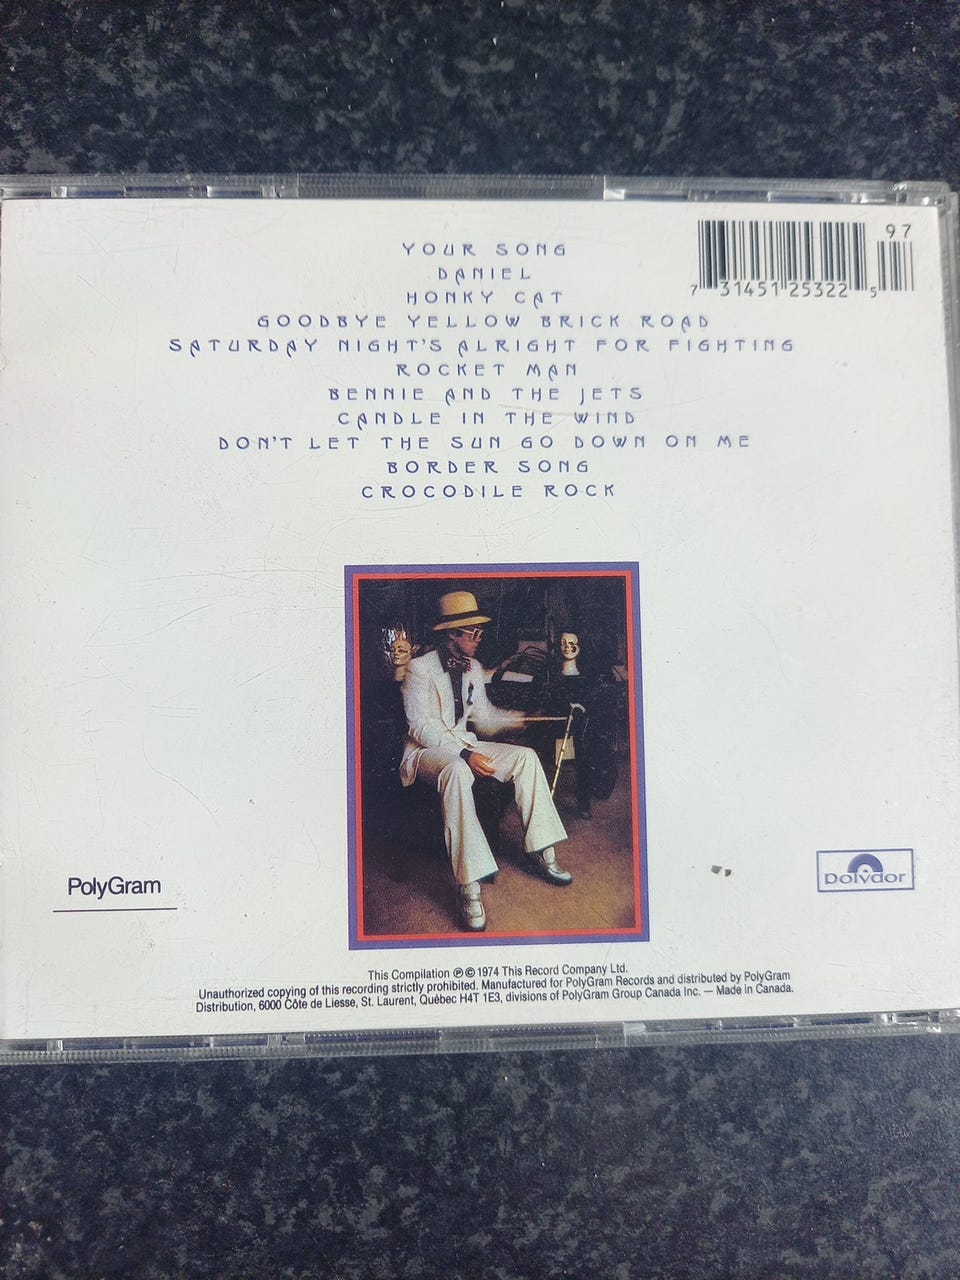 YOUR SONG
DANIEL
HONKY CAT
GOODBYE YELLOW BRICK ROAD
SATURDAY NIGHT'S ALRIGHT FOR FIGHTING
ROCKET MAN
BENNIE AND THE JETS
CANDLE IN THE WIND
DON'T LET THE SUN GO DOWN ON ME
BORDER SONG
CROCODILE ROCK
97
7 31451 25322 5
PolyGram
polydor
This Compilation ℗ © 1974 This Record Company Ltd.
Unauthorized copying of this recording strictly prohibited. Manufactured for PolyGram Records and distributed by PolyGram
Distribution, 6000 Côte de Liesse, St. Laurent, Québec H4T 1E3, divisions of PolyGram Group Canada Inc. — Made in Canada.